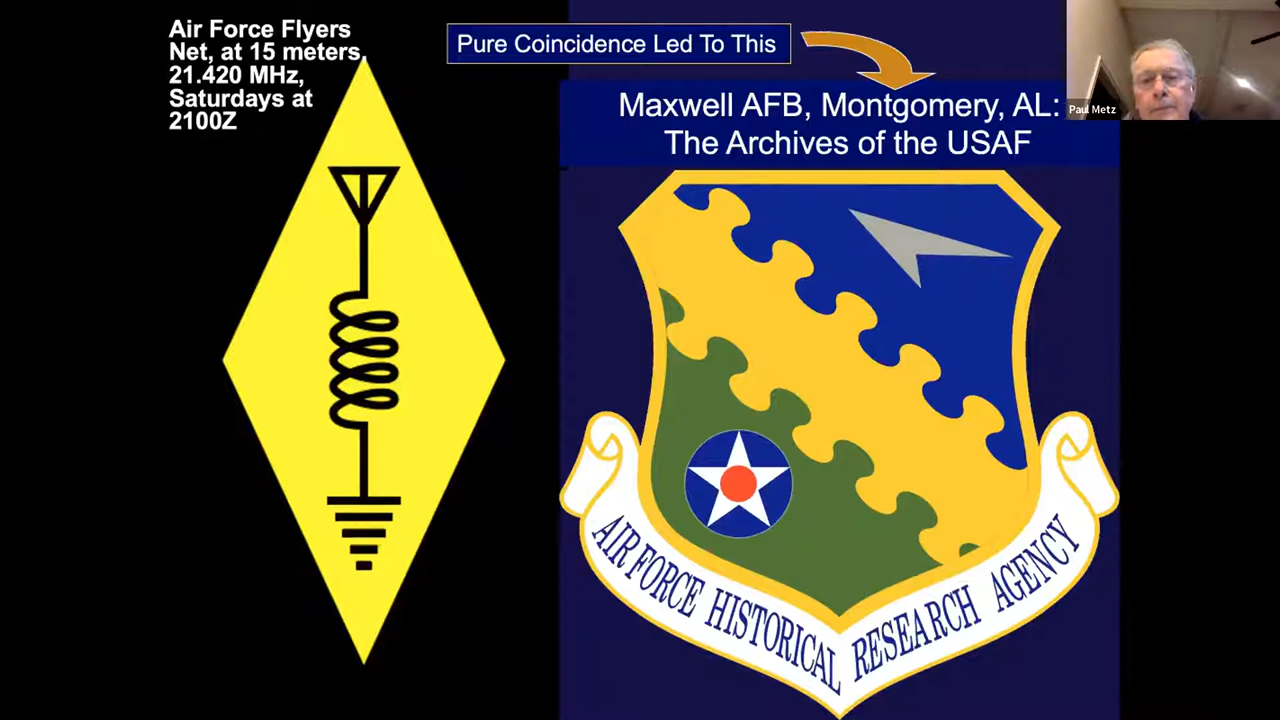 Air Force Flyers
Net, at 15 meters,
21.420 MHz,
Saturdays at
2100Z
Pure Coincidence Led To This
Maxwell AFB, Montgomery, AL:
The Archives of the USAF
Paul Metz
AIR FORCE HISTORICAL RESEARCH AGENCY